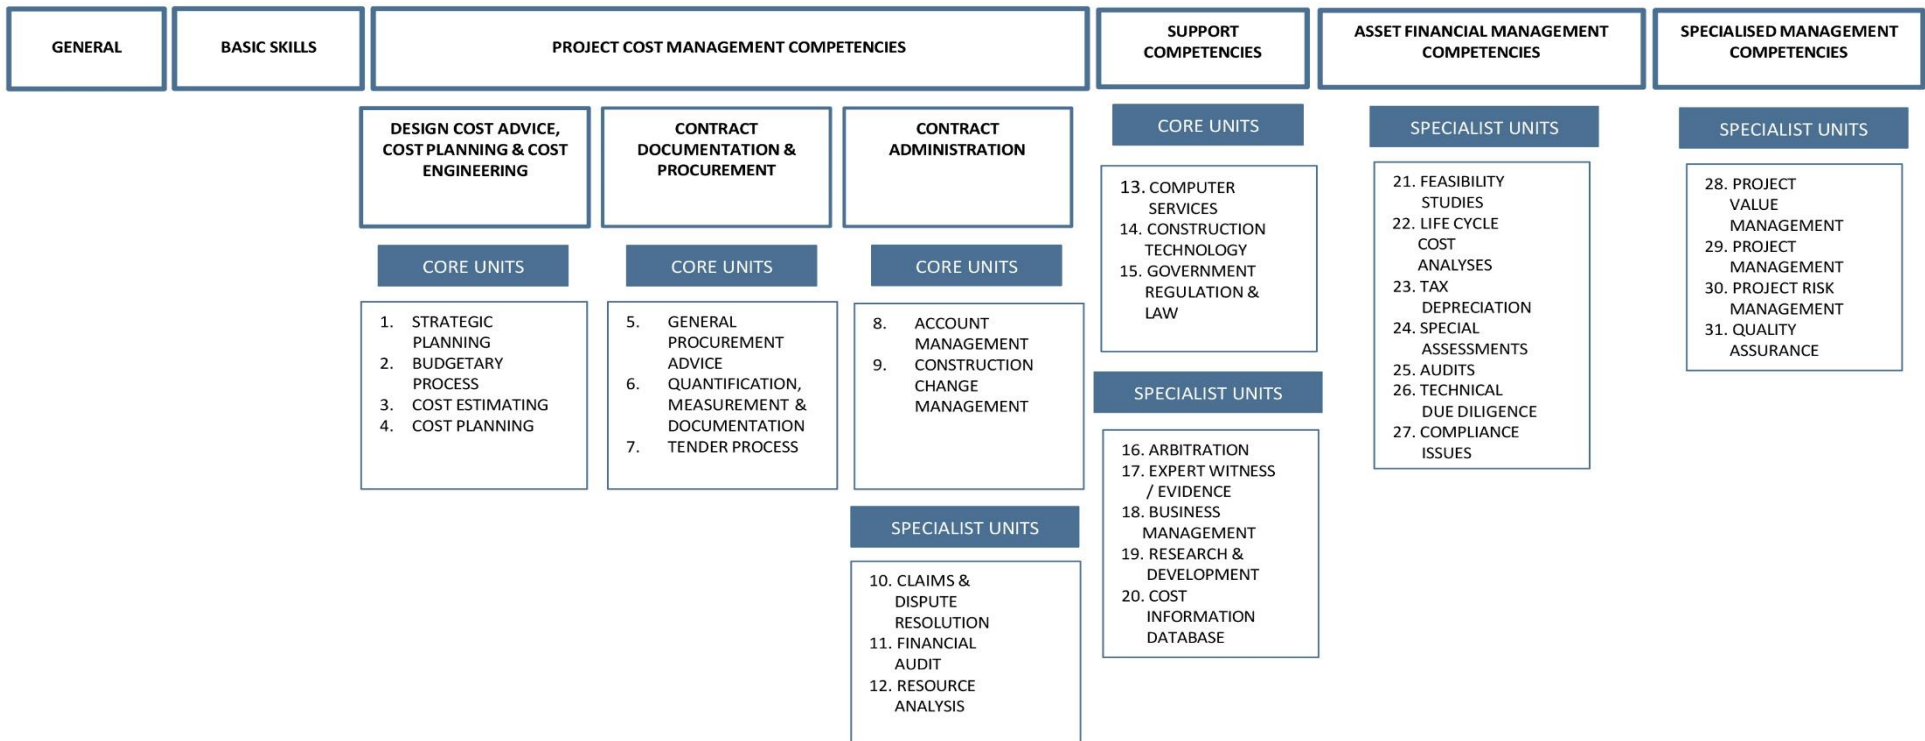 GENERAL
BASIC SKILLS
PROJECT COST MANAGEMENT COMPETENCIES
SUPPORT
COMPETENCIES
ASSET FINANCIAL MANAGEMENT
COMPETENCIES
SPECIALISED MANAGEMENT
COMPETENCIES
DESIGN COST ADVICE,
COST PLANNING & COST
ENGINEERING
CORE UNITS
1. STRATEGIC
PLANNING
2. BUDGETARY
PROCESS
3. COST ESTIMATING
4. COST PLANNING
CONTRACT
DOCUMENTATION &
PROCUREMENT
CORE UNITS
5. GENERAL
PROCUREMENT
ADVICE
6. QUANTIFICATION,
MEASUREMENT &
DOCUMENTATION
7. TENDER PROCESS
CONTRACT
ADMINISTRATION
CORE UNITS
8. ACCOUNT
MANAGEMENT
9. CONSTRUCTION
CHANGE
MANAGEMENT
SPECIALIST UNITS
10. CLAIMS &
DISPUTE
RESOLUTION
11. FINANCIAL
AUDIT
12. RESOURCE
ANALYSIS
CORE UNITS
13. COMPUTER
SERVICES
14. CONSTRUCTION
TECHNOLOGY
15. GOVERNMENT
REGULATION &
LAW
SPECIALIST UNITS
16. ARBITRATION
17. EXPERT WITNESS
/ EVIDENCE
18. BUSINESS
MANAGEMENT
19. RESEARCH &
DEVELOPMENT
20. COST
INFORMATION
DATABASE
SPECIALIST UNITS
21. FEASIBILITY
STUDIES
22. LIFE CYCLE
COST
ANALYSES
23. TAX
DEPRECIATION
24. SPECIAL
ASSESSMENTS
25. AUDITS
26. TECHNICAL
DUE DILIGENCE
27. COMPLIANCE
ISSUES
SPECIALIST UNITS
28. PROJECT
VALUE
MANAGEMENT
29. PROJECT
MANAGEMENT
30. PROJECT RISK
MANAGEMENT
31. QUALITY
ASSURANCE